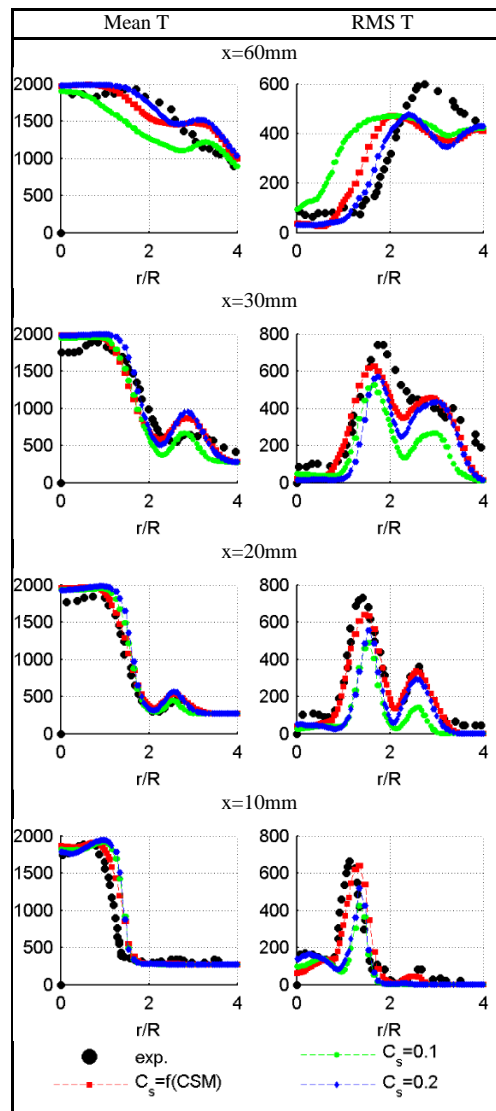 Mean T RMS T
x=60mm
2000 1500 1000 500 0
600 400 200 0
0 2 4 0 2 4
r/R r/R
x=30mm
2000 1500 1000 500 0
800 600 400 200 0
0 2 4 0 2 4
r/R r/R
x=20mm
2000 1500 1000 500 0
800 600 400 200 0
0 2 4 0 2 4
r/R r/R
x=10mm
2000 1500 1000 500 0
800 600 400 200 0
0 2 4 0 2 4
r/R r/R
exp. C_s=0.1
C_s=f(CSM) C_s=0.2